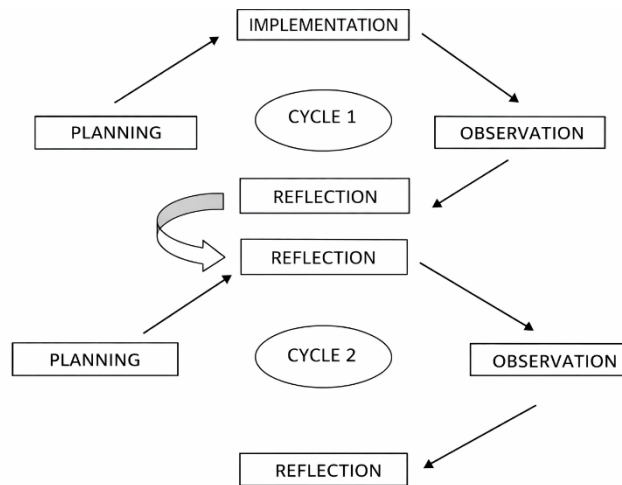 IMPLEMENTATION
CYCLE 1
PLANNING
OBSERVATION
REFLECTION
REFLECTION
PLANNING
CYCLE 2
OBSERVATION
REFLECTION